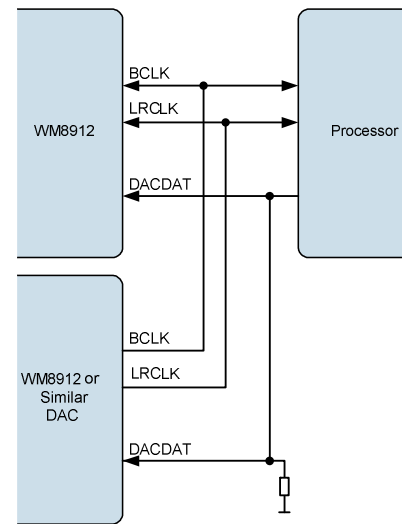 BCLK
LRCLK
WM8912
Processor
DACDAT
BCLK
LRCLK
WM8912 or
Similar
DAC
DACDAT